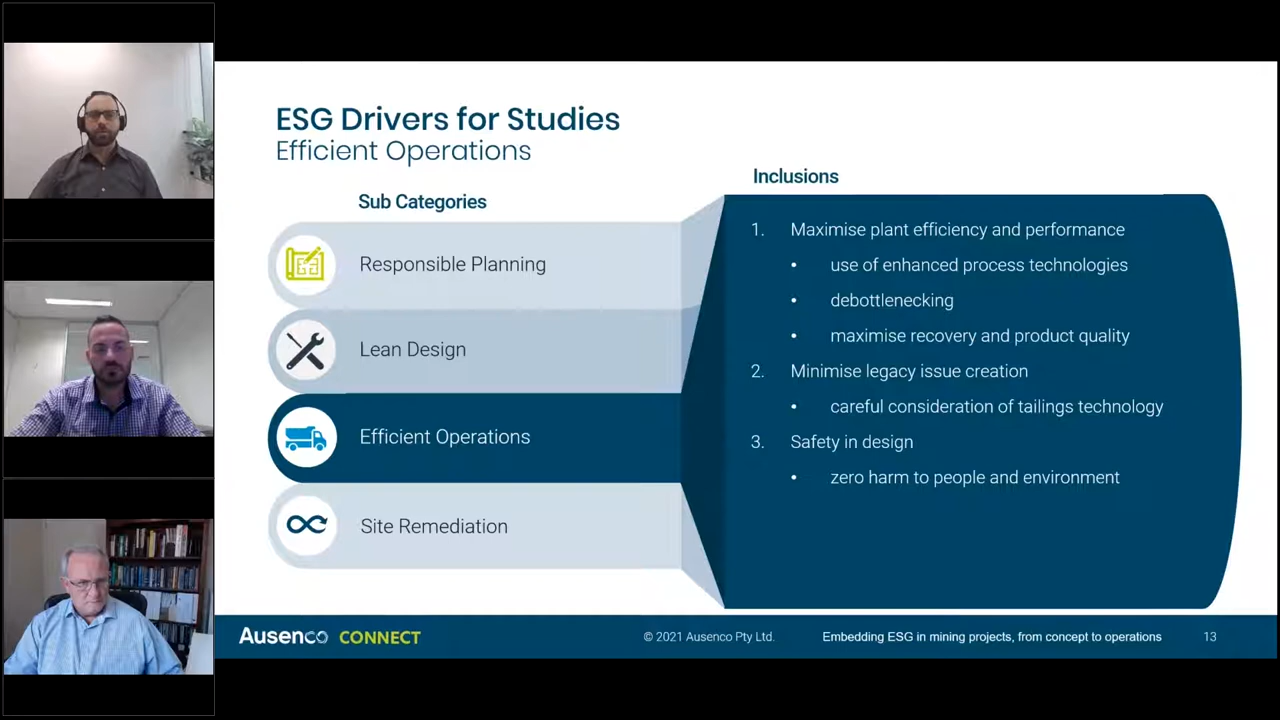 ESG Drivers for Studies
Efficient Operations
Sub Categories
Responsible Planning
Lean Design
Efficient Operations
Site Remediation
Inclusions
1. Maximise plant efficiency and performance
• use of enhanced process technologies
• debottlenecking
• maximise recovery and product quality
2. Minimise legacy issue creation
• careful consideration of tailings technology
3. Safety in design
• zero harm to people and environment
Ausenco CONNECT
© 2021 Ausenco Pty Ltd.
Embedding ESG in mining projects, from concept to operations
13